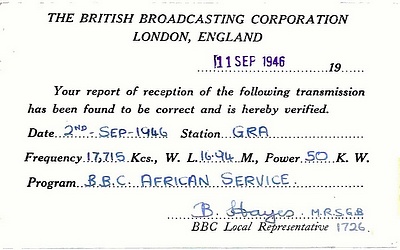 THE BRITISH BROADCASTING CORPORATION
LONDON, ENGLAND
11 SEP 1946 19
Your report of reception of the following transmission
has been found to be correct and is hereby verified.
Date 2ND-SEP-1946 Station GRA
Frequency 17,715 Kcs., W. L. 16.94 M., Power 50 K. W.
Program B.B.C. AFRICAN SERVICE.
B. Hayes M.R.S.G.B
BBC Local Representative 1726.